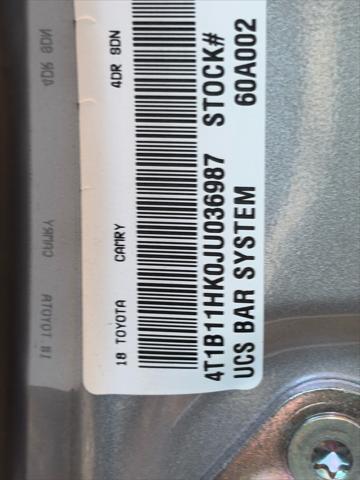 18 TOYOTA CAMRY 4DR SDN
4T1B11HK0JU036987 STOCK#
UCS BAR SYSTEM 60A002